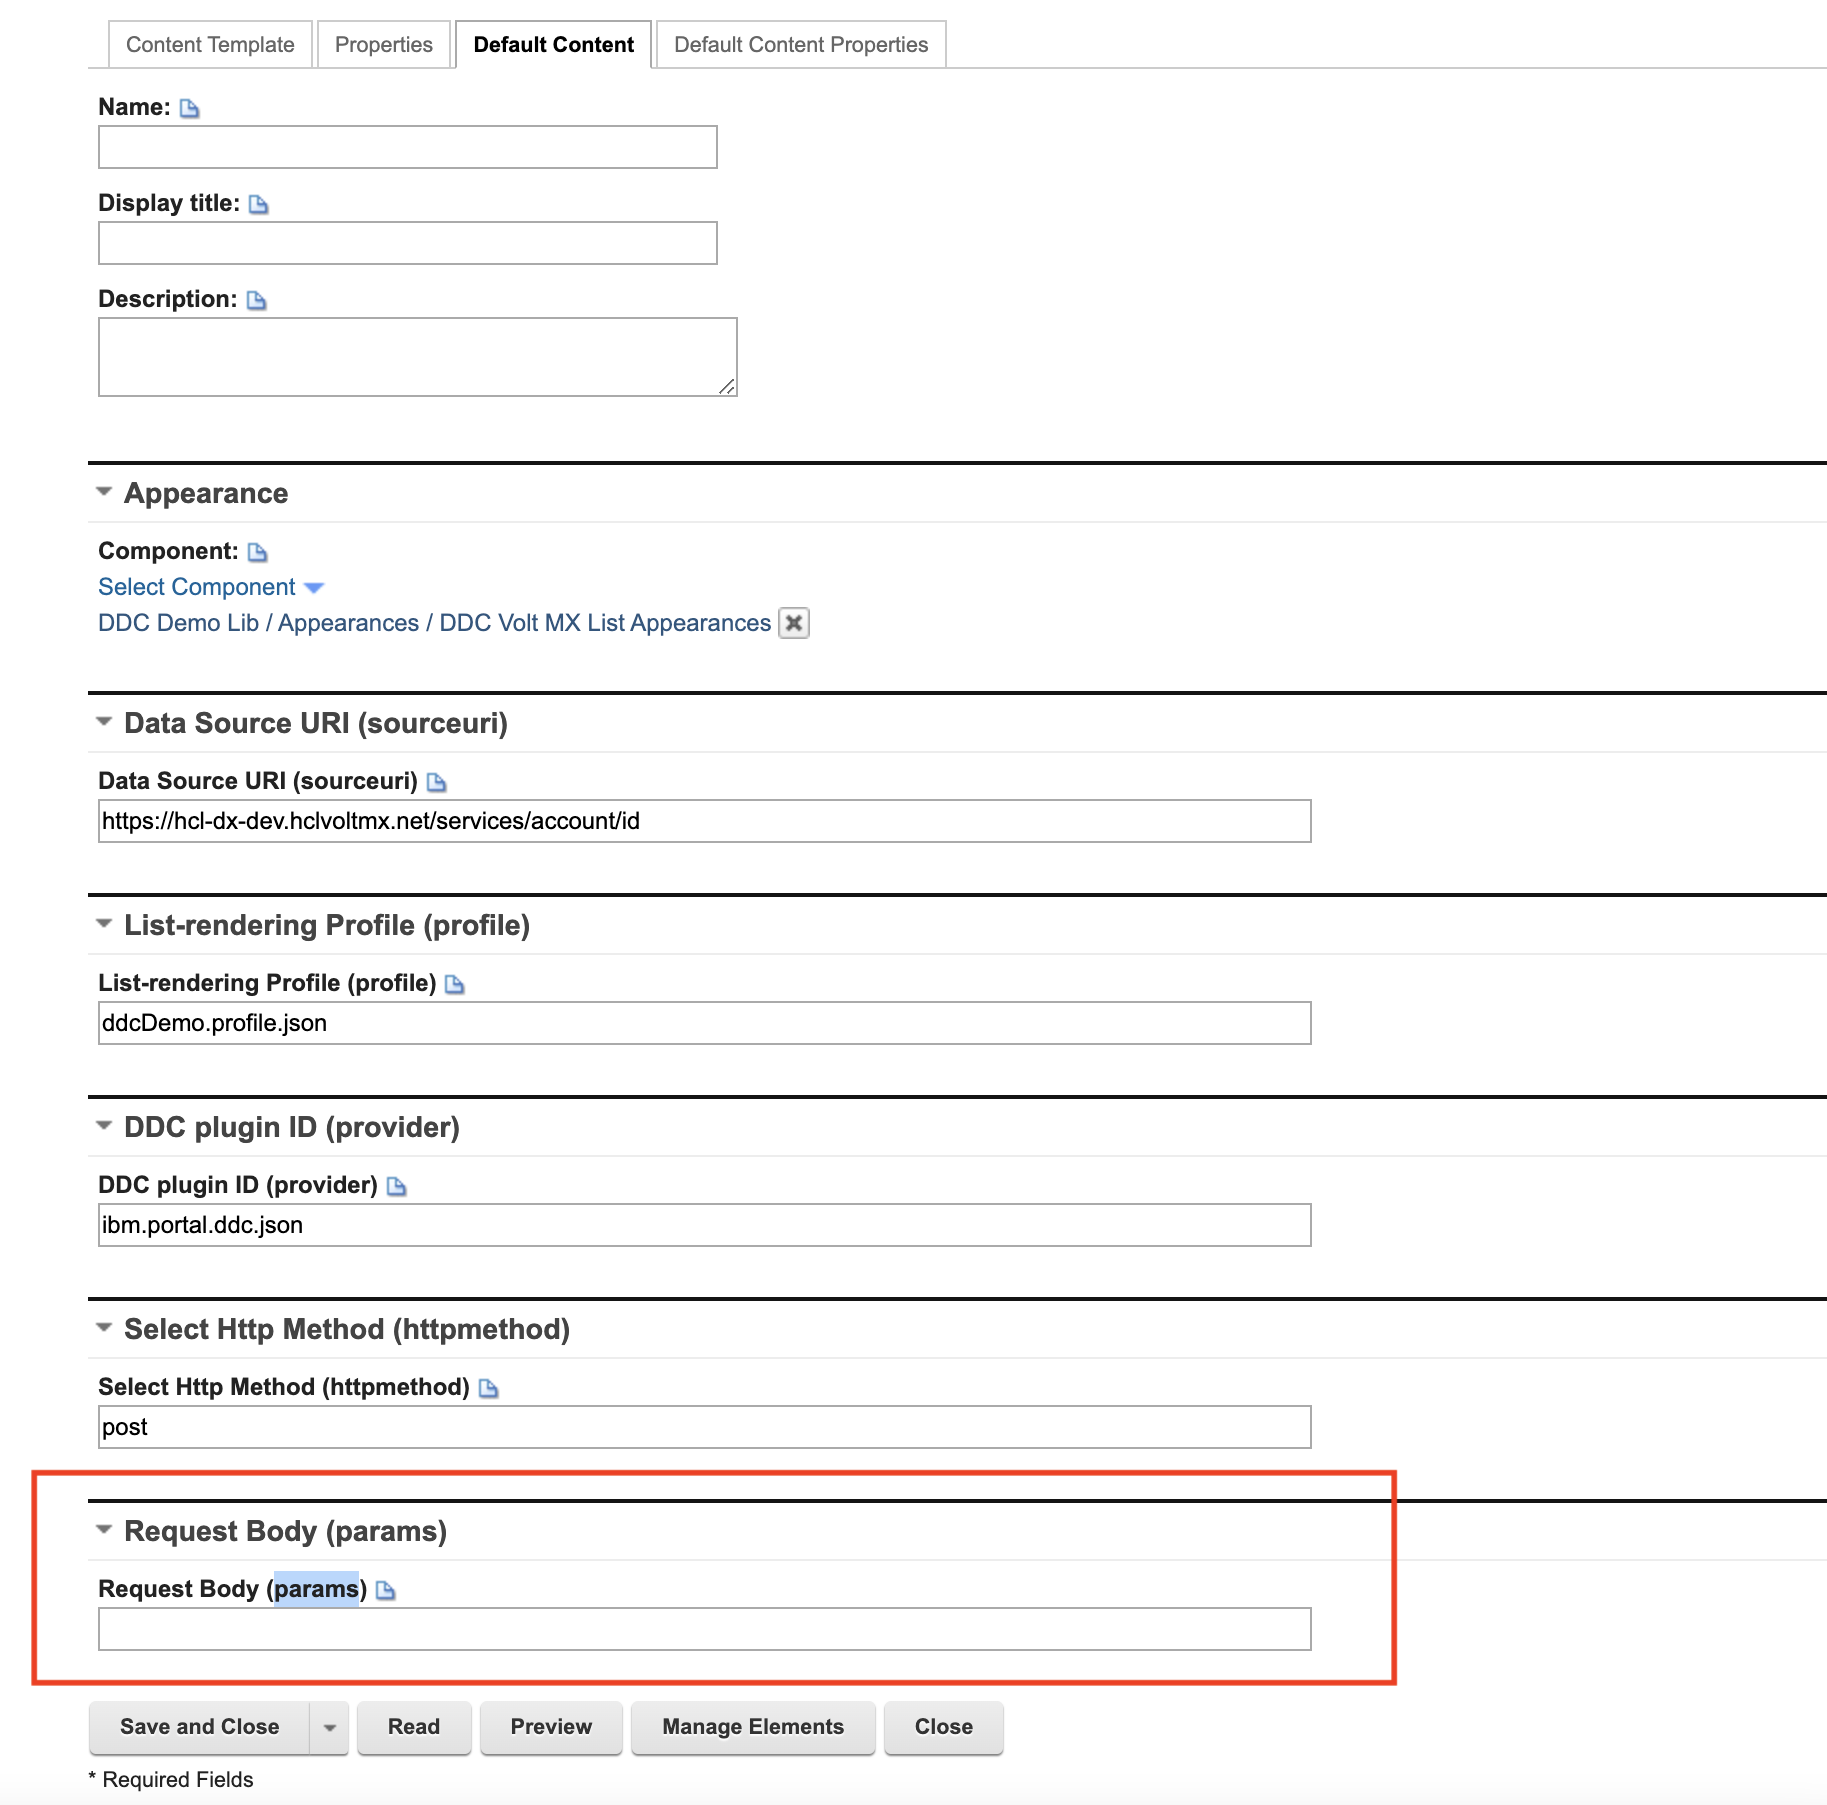 Content Template Properties Default Content Default Content Properties
Name:
Display title:
Description:
Appearance
Component:
Select Component
DDC Demo Lib / Appearances / DDC Volt MX List Appearances
Data Source URI (sourceuri)
Data Source URI (sourceuri)
https://hcl-dx-dev.hclvoltmx.net/services/account/id
List-rendering Profile (profile)
List-rendering Profile (profile)
ddcDemo.profile.json
DDC plugin ID (provider)
DDC plugin ID (provider)
ibm.portal.ddc.json
Select Http Method (httpmethod)
Select Http Method (httpmethod)
post
Request Body (params)
Request Body (params)
Save and Close Read Preview Manage Elements Close
* Required Fields